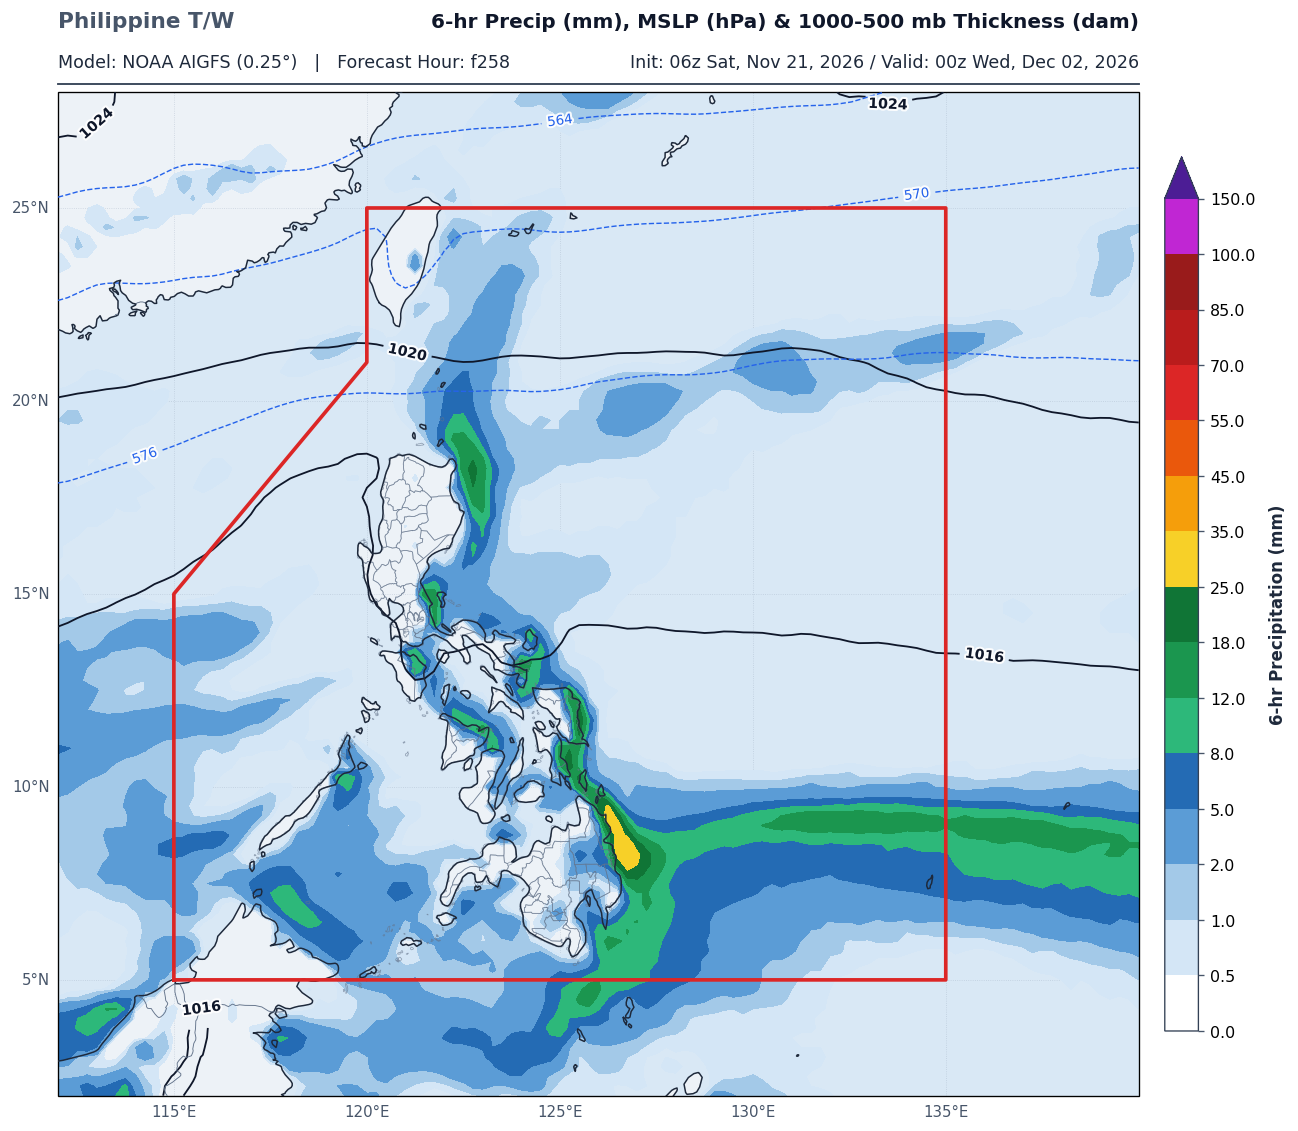 Philippine T/W
6-hr Precip (mm), MSLP (hPa) & 1000-500 mb Thickness (dam)
Model: NOAA AIGFS (0.25°)   |   Forecast Hour: f258
Init: 06z Sat, Nov 21, 2026 / Valid: 00z Wed, Dec 02, 2026
1024
1024
564
570
1020
576
1016
1016
25°N
20°N
15°N
10°N
5°N
115°E
120°E
125°E
130°E
135°E
150.0
100.0
85.0
70.0
55.0
45.0
35.0
25.0
18.0
12.0
8.0
5.0
2.0
1.0
0.5
0.0
6-hr Precipitation (mm)